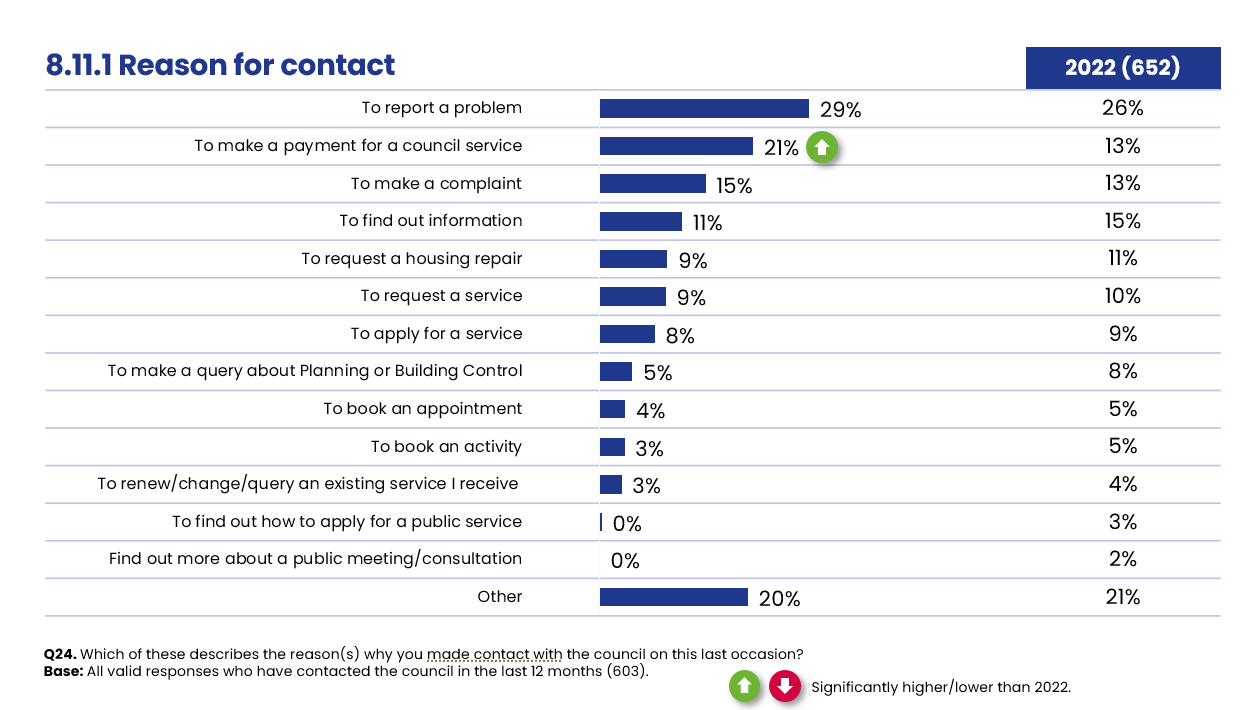 8.11.1 Reason for contact
2022 (652)
To report a problem 29% 26%
To make a payment for a council service 21% 13%
To make a complaint 15% 13%
To find out information 11% 15%
To request a housing repair 9% 11%
To request a service 9% 10%
To apply for a service 8% 9%
To make a query about Planning or Building Control 5% 8%
To book an appointment 4% 5%
To book an activity 3% 5%
To renew/change/query an existing service I receive 3% 4%
To find out how to apply for a public service 0% 3%
Find out more about a public meeting/consultation 0% 2%
Other 20% 21%
Q24. Which of these describes the reason(s) why you made contact with the council on this last occasion?
Base: All valid responses who have contacted the council in the last 12 months (603).
Significantly higher/lower than 2022.